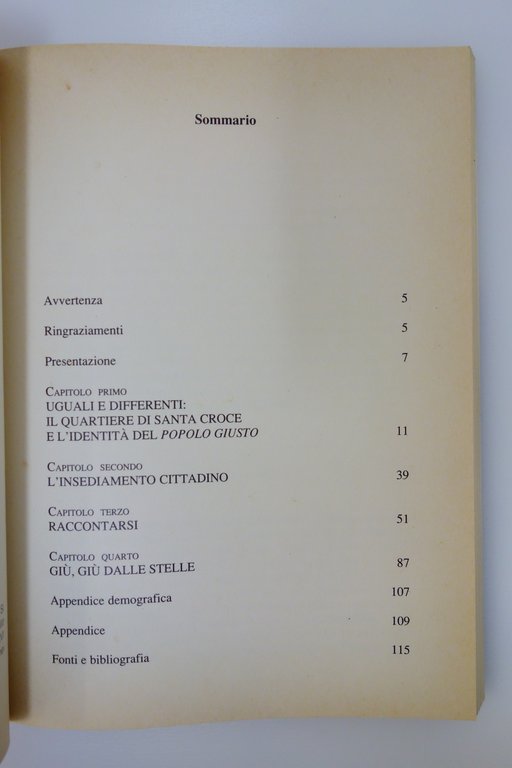 Sommario
Avvertenza 5
Ringraziamenti 5
Presentazione 7
CAPITOLO PRIMO
UGUALI E DIFFERENTI:
IL QUARTIERE DI SANTA CROCE
E L'IDENTITÀ DEL POPOLO GIUSTO 11
CAPITOLO SECONDO
L'INSEDIAMENTO CITTADINO 39
CAPITOLO TERZO
RACCONTARSI 51
CAPITOLO QUARTO
GIÙ, GIÙ DALLE STELLE 87
Appendice demografica 107
Appendice 109
Fonti e bibliografia 115